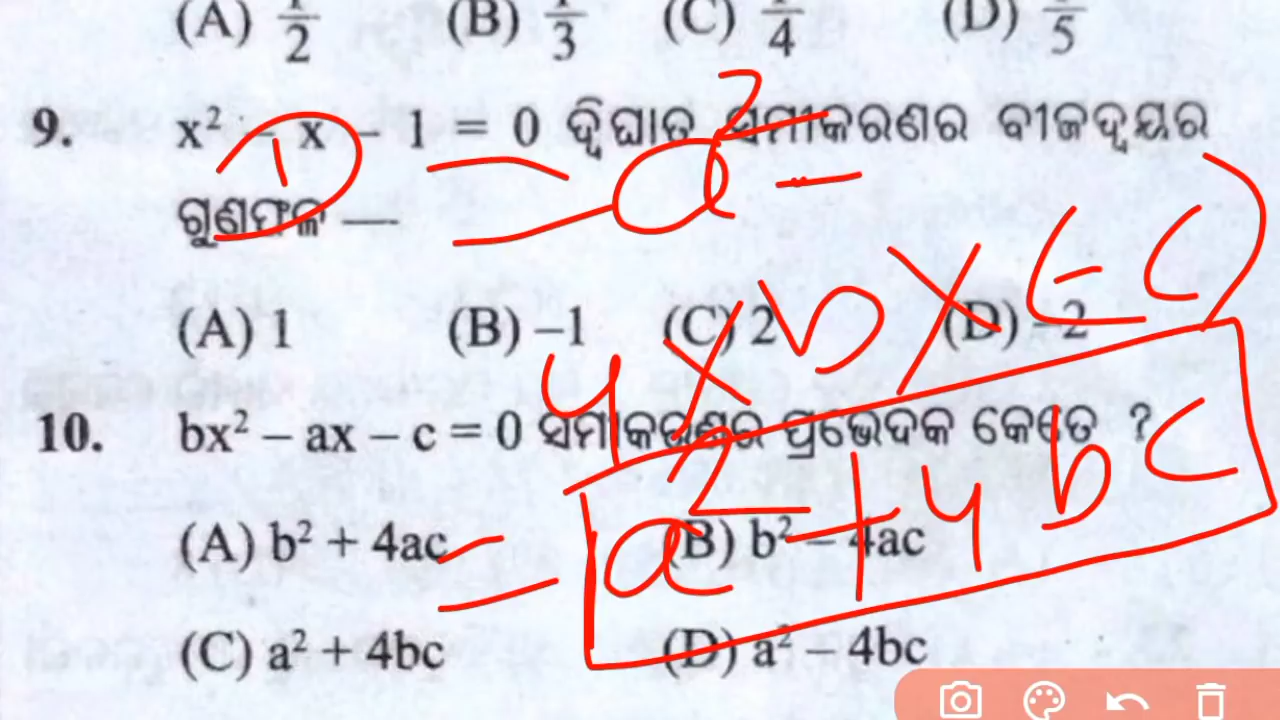 (A) 1/2 (B) 1/3 (C) 1/4 (D) 1/5
9. x² – x – 1 = 0 ଦ୍ୱିଘାତ ସମୀକରଣର ବୀଜଦ୍ୱୟର
ଗୁଣଫଳ —
(A) 1 (B) –1 (C) 2 (D) –2
10. bx² – ax – c = 0 ସମୀକରଣର ପ୍ରଭେଦକ କେତେ ?
(A) b² + 4ac (B) b² – 4ac
(C) a² + 4bc (D) a² – 4bc
= a² –
4 × b × (–c)
= a² + 4bc